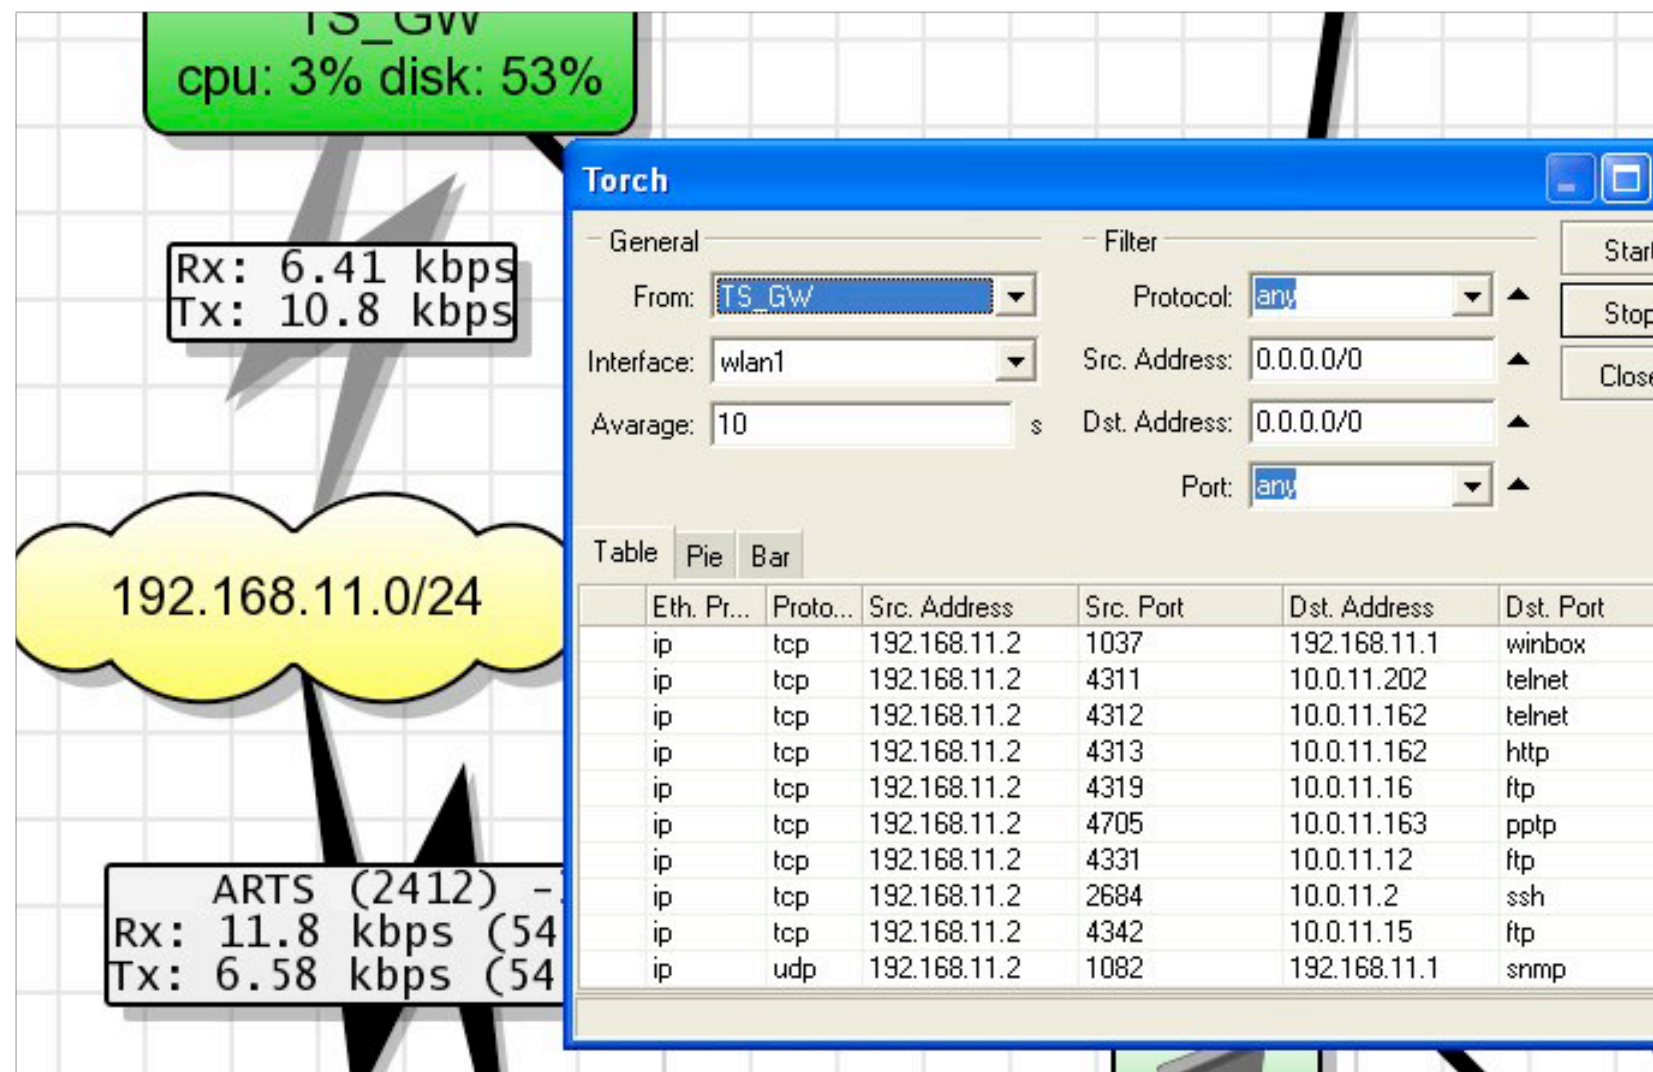 TS_GW
cpu: 3% disk: 53%
Rx: 6.41 kbps
Tx: 10.8 kbps
192.168.11.0/24
ARTS (2412)
Rx: 11.8 kbps (54
Tx: 6.58 kbps (54
Torch
General
From: TS_GW
Interface: wlan1
Avarage: 10 s
Filter
Protocol: any
Src. Address: 0.0.0.0/0
Dst. Address: 0.0.0.0/0
Port: any
Start
Stop
Close
Table Pie Bar
Eth. Pr... Proto... Src. Address Src. Port Dst. Address Dst. Port
ip tcp 192.168.11.2 1037 192.168.11.1 winbox
ip tcp 192.168.11.2 4311 10.0.11.202 telnet
ip tcp 192.168.11.2 4312 10.0.11.162 telnet
ip tcp 192.168.11.2 4313 10.0.11.162 http
ip tcp 192.168.11.2 4319 10.0.11.16 ftp
ip tcp 192.168.11.2 4705 10.0.11.163 pptp
ip tcp 192.168.11.2 4331 10.0.11.12 ftp
ip tcp 192.168.11.2 2684 10.0.11.2 ssh
ip tcp 192.168.11.2 4342 10.0.11.15 ftp
ip udp 192.168.11.2 1082 192.168.11.1 snmp